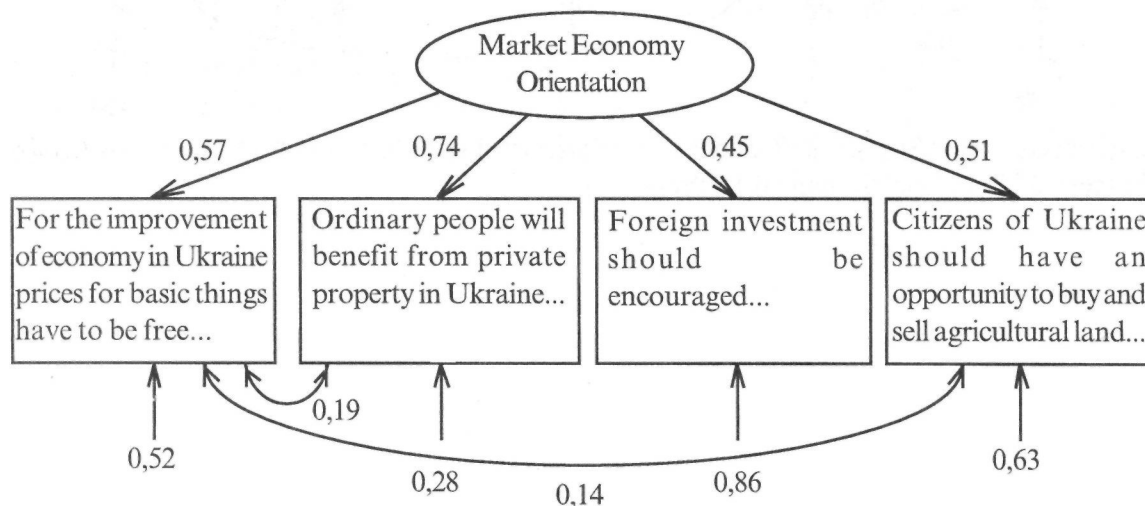 Market Economy
Orientation
0,57
0,74
0,45
0,51
For the improvement
of economy in Ukraine
prices for basic things
have to be free...
Ordinary people will
benefit from private
property in Ukraine...
Foreign investment
should be
encouraged...
Citizens of Ukraine
should have an
opportunity to buy and
sell agricultural land...
0,19
0,52
0,28
0,14
0,86
0,63